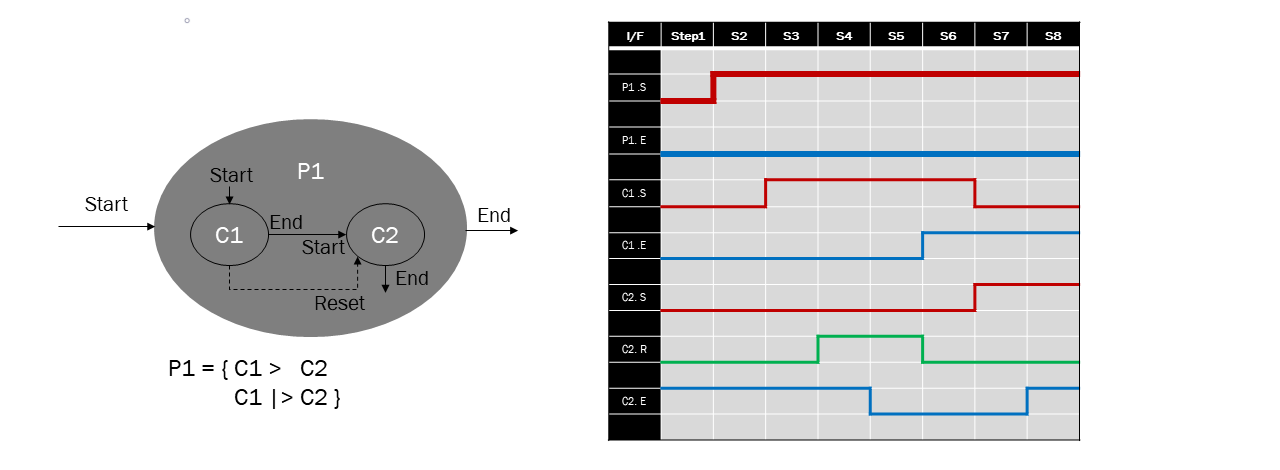 Start
P1
Start
C1
End
Start
C2
End
Reset
End
P1 = { C1 > C2
C1 |> C2 }
I/F Step1 S2 S3 S4 S5 S6 S7 S8
P1.S
P1. E
C1.S
C1.E
C2. S
C2. R
C2. E